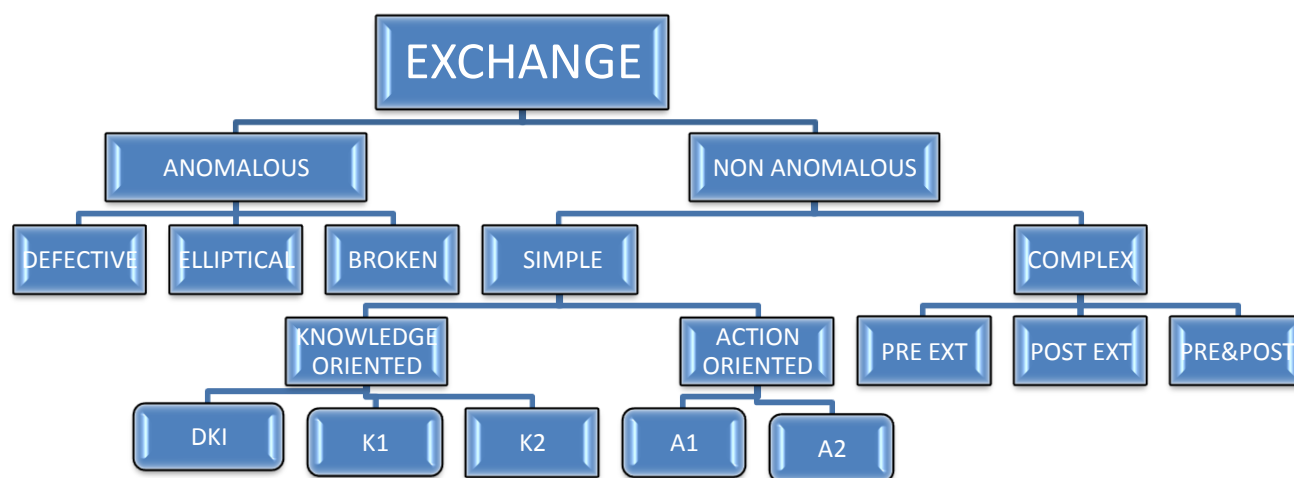 EXCHANGE
ANOMALOUS
NON ANOMALOUS
DEFECTIVE
ELLIPTICAL
BROKEN
SIMPLE
COMPLEX
KNOWLEDGE
ORIENTED
ACTION
ORIENTED
PRE EXT
POST EXT
PRE&POST
DKI
K1
K2
A1
A2